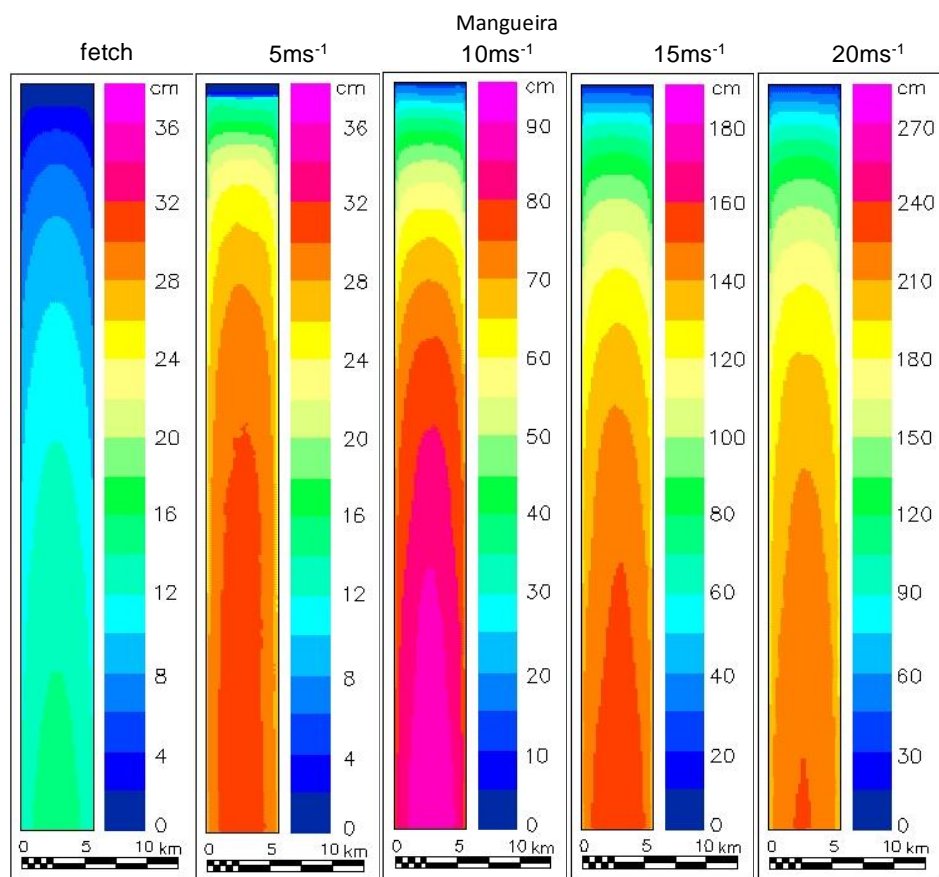 Mangueira
fetch 5ms⁻¹ 10ms⁻¹ 15ms⁻¹ 20ms⁻¹
cm cm cm cm cm
36 36 90 180 270
32 32 80 160 240
28 28 70 140 210
24 24 60 120 180
20 20 50 100 150
16 16 40 80 120
12 12 30 60 90
8 8 20 40 60
4 4 10 20 30
0 0 0 0 0
0 5 10 km 0 5 10 km 0 5 10 km 0 5 10 km 0 5 10 km